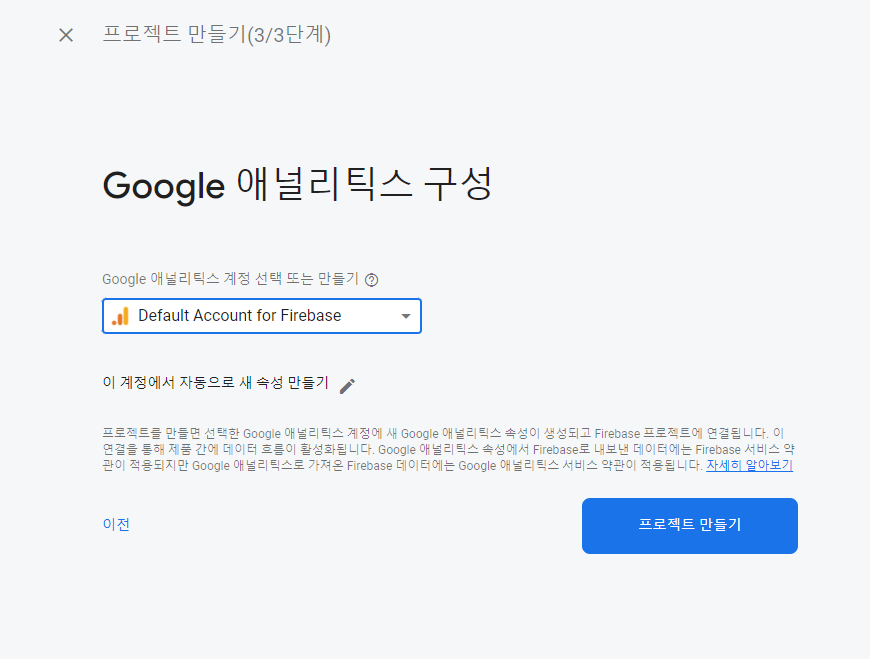 프로젝트 만들기(3/3단계)
Google 애널리틱스 구성
Google 애널리틱스 계정 선택 또는 만들기
Default Account for Firebase
이 계정에서 자동으로 새 속성 만들기
프로젝트를 만들면 선택한 Google 애널리틱스 계정에 새 Google 애널리틱스 속성이 생성되고 Firebase 프로젝트에 연결됩니다. 이
연결을 통해 제품 간에 데이터 흐름이 활성화됩니다. Google 애널리틱스 속성에서 Firebase로 내보낸 데이터에는 Firebase 서비스 약
관이 적용되지만 Google 애널리틱스로 가져온 Firebase 데이터에는 Google 애널리틱스 서비스 약관이 적용됩니다. 자세히 알아보기
이전
프로젝트 만들기